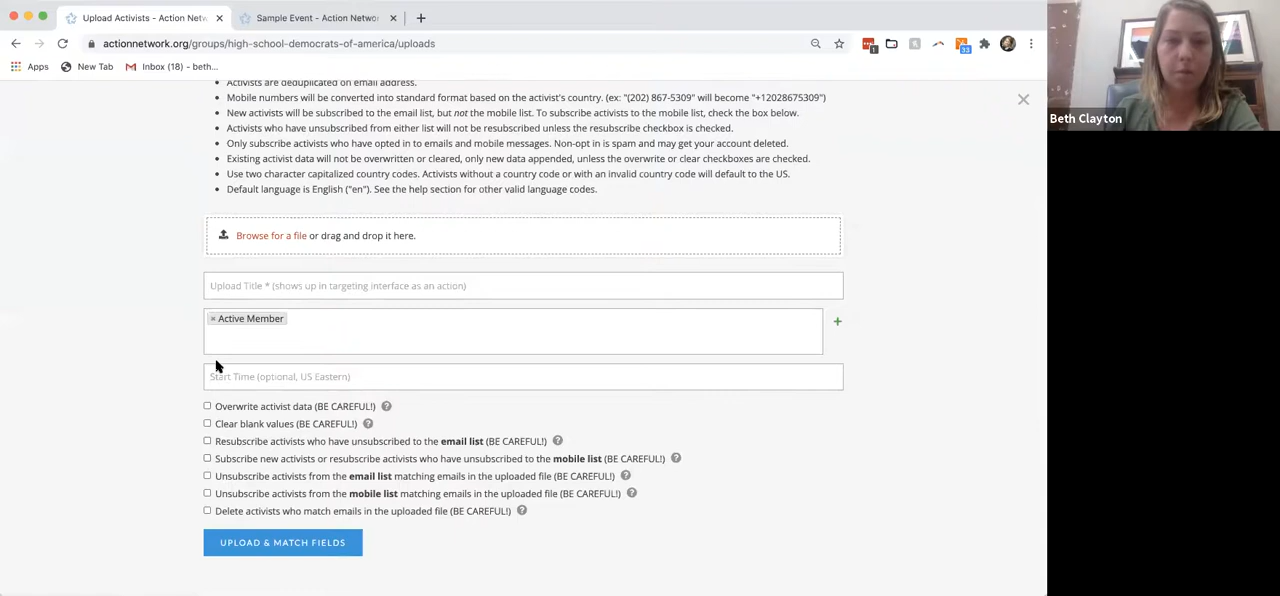 Upload Activists - Action Netw
Sample Event - Action Networ
actionnetwork.org/groups/high-school-democrats-of-america/uploads
1
33
Apps
New Tab
Inbox (18) - beth...
Activists are deduplicated on email address.
Mobile numbers will be converted into standard format based on the activist's country. (ex: "(202) 867-5309" will become "+12028675309")
New activists will be subscribed to the email list, but not the mobile list. To subscribe activists to the mobile list, check the box below.
Activists who have unsubscribed from either list will not be resubscribed unless the resubscribe checkbox is checked.
Only subscribe activists who have opted in to emails and mobile messages. Non-opt in is spam and may get your account deleted.
Existing activist data will not be overwritten or cleared, only new data appended, unless the overwrite or clear checkboxes are checked.
Use two character capitalized country codes. Activists without a country code or with an invalid country code will default to the US.
Default language is English ("en"). See the help section for other valid language codes.
Browse for a file or drag and drop it here.
Upload Title * (shows up in targeting interface as an action)
× Active Member
Start Time (optional, US Eastern)
Overwrite activist data (BE CAREFUL!) ?
Clear blank values (BE CAREFUL!) ?
Resubscribe activists who have unsubscribed to the email list (BE CAREFUL!) ?
Subscribe new activists or resubscribe activists who have unsubscribed to the mobile list (BE CAREFUL!) ?
Unsubscribe activists from the email list matching emails in the uploaded file (BE CAREFUL!) ?
Unsubscribe activists from the mobile list matching emails in the uploaded file (BE CAREFUL!) ?
Delete activists who match emails in the uploaded file (BE CAREFUL!) ?
UPLOAD & MATCH FIELDS
Beth Clayton